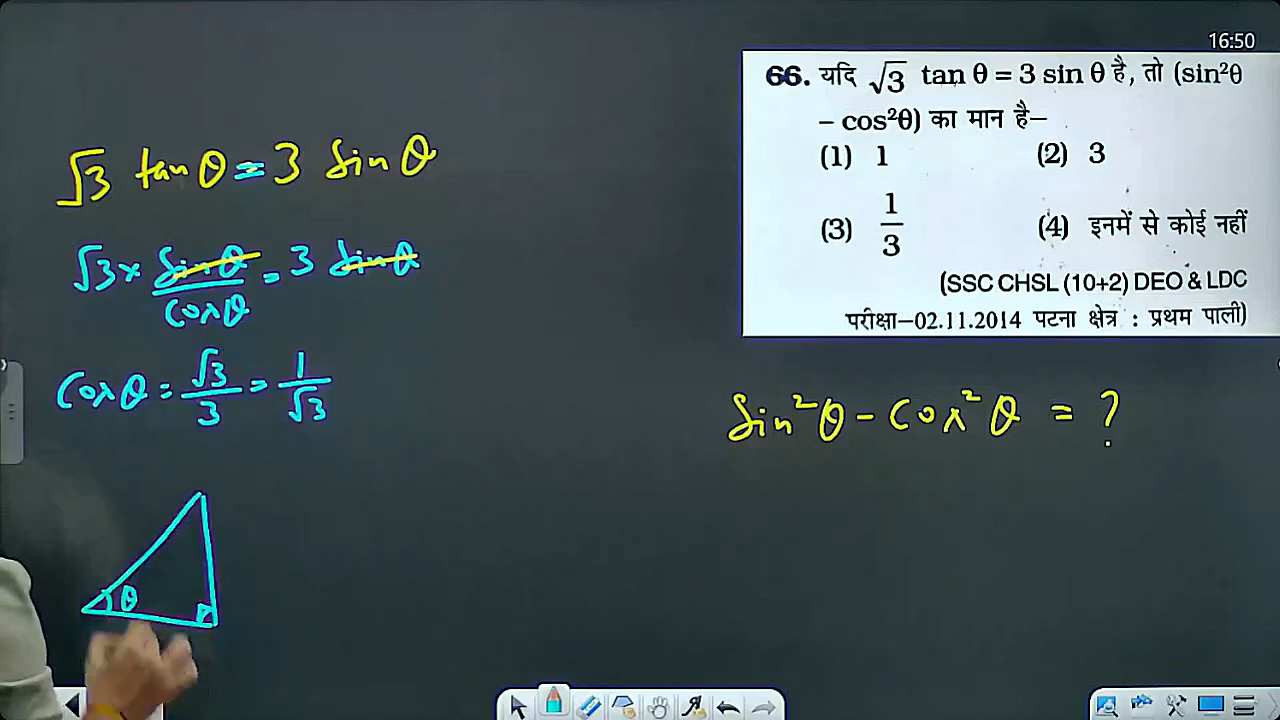 16:50
66. यदि √3 tan θ = 3 sin θ है, तो (sin²θ
– cos²θ) का मान है–
(1) 1 (2) 3
(3) 1/3 (4) इनमें से कोई नहीं
(SSC CHSL (10+2) DEO & LDC
परीक्षा–02.11.2014 पटना क्षेत्र : प्रथम पाली)
√3 tan θ = 3 sin θ
√3 × sin θ / cos θ = 3 sin θ
cos θ = √3/3 = 1/√3
sin²θ – cos²θ = ?
θ